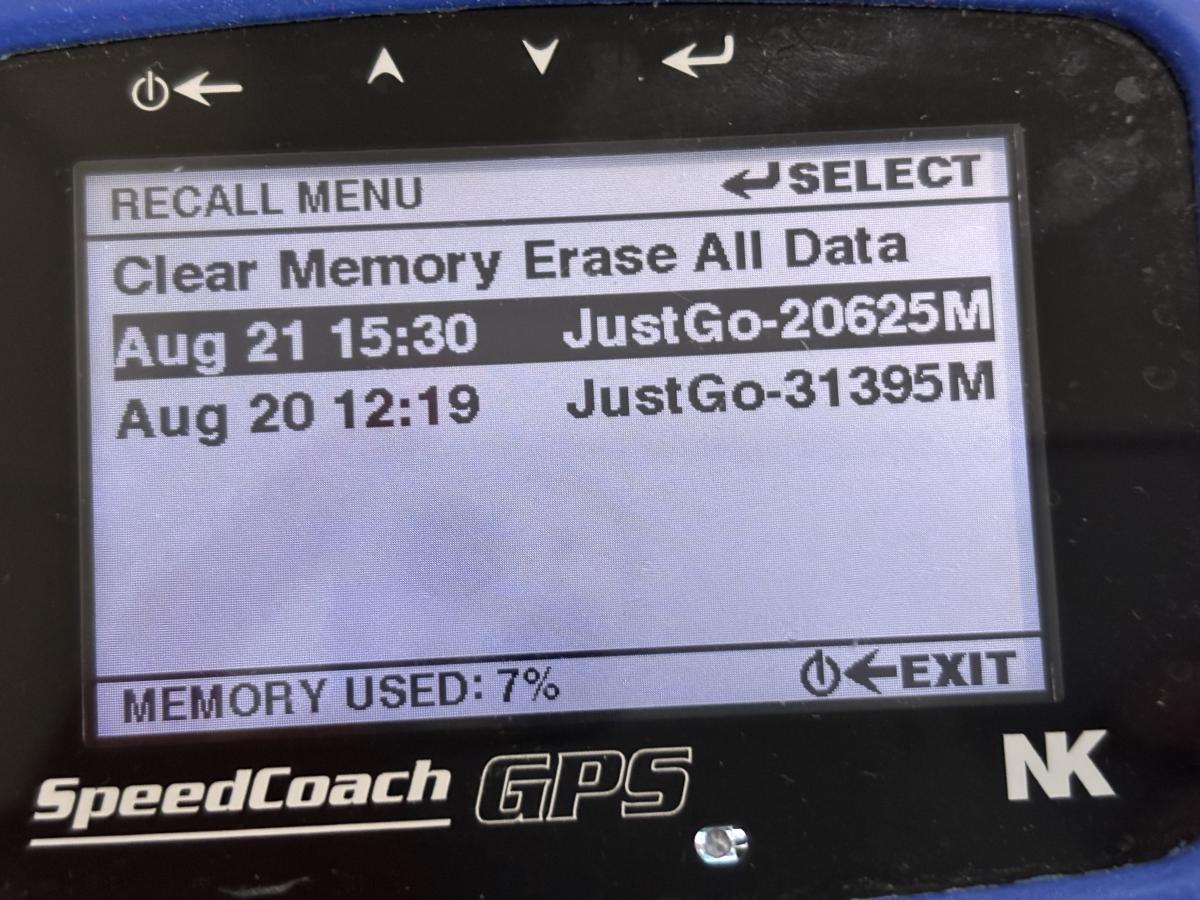 RECALL MENU ↵SELECT
Clear Memory Erase All Data
Aug 21 15:30 JustGo-20625M
Aug 20 12:19 JustGo-31395M
MEMORY USED: 7% ⏻←EXIT
SpeedCoach GPS NK